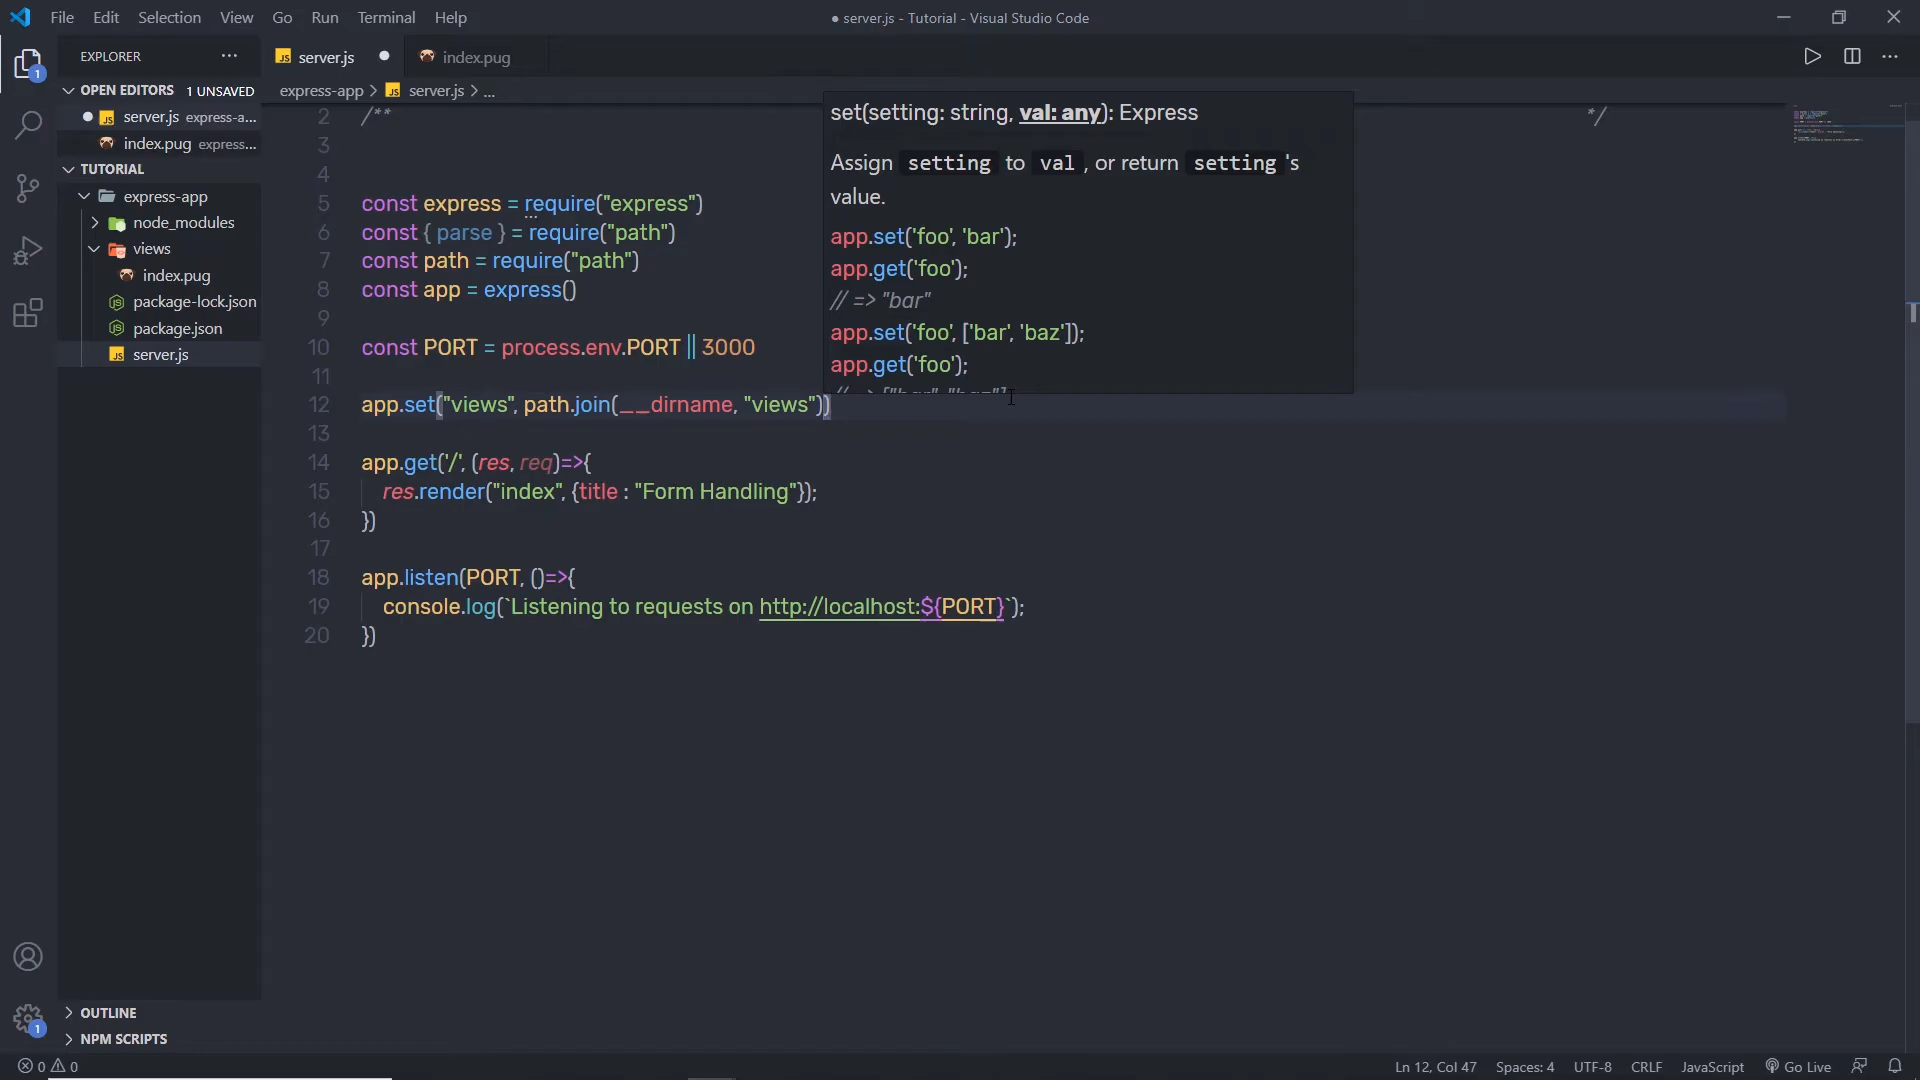 File Edit Selection View Go Run Terminal Help
● server.js - Tutorial - Visual Studio Code
EXPLORER
JS server.js
index.pug
OPEN EDITORS 1 UNSAVED
express-app > JS server.js > ...
server.js express-a...
index.pug express...
TUTORIAL
express-app
node_modules
views
index.pug
package-lock.json
package.json
server.js
OUTLINE
NPM SCRIPTS
2 /** */
3
4
5 const express = require("express")
6 const { parse } = require("path")
7 const path = require("path")
8 const app = express()
9
10 const PORT = process.env.PORT || 3000
11
12 app.set("views", path.join(__dirname, "views"))
13
14 app.get('/', (res, req)=>{
15 res.render("index", {title : "Form Handling"});
16 })
17
18 app.listen(PORT, ()=>{
19 console.log(`Listening to requests on http://localhost:${PORT}`);
20 })
set(setting: string, val: any): Express
Assign setting to val , or return setting 's
value.
app.set('foo', 'bar');
app.get('foo');
// => "bar"
app.set('foo', ['bar', 'baz']);
app.get('foo');
// => ["bar", "baz"]
1
1
0 0
Ln 12, Col 47 Spaces: 4 UTF-8 CRLF JavaScript Go Live